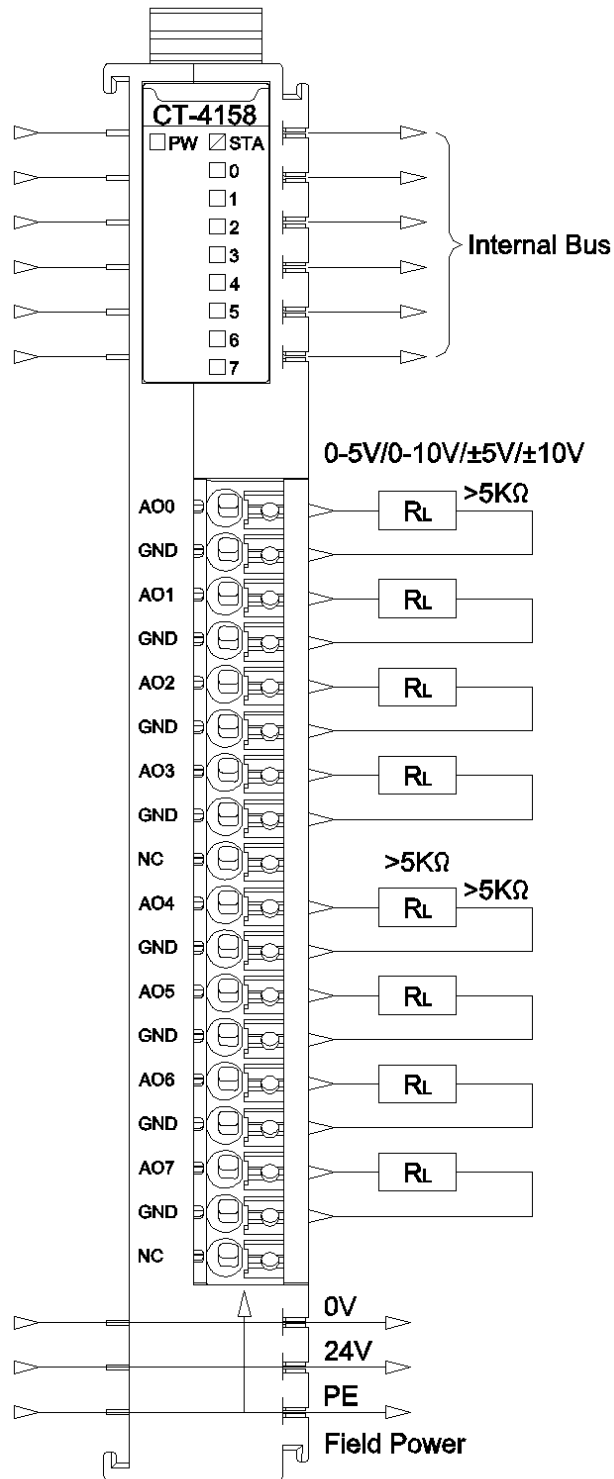 CT-4158
PW STA
0
1
2
3
4
5
6
7
Internal Bus
0-5V/0-10V/±5V/±10V
AO0 RL >5KΩ
GND
AO1 RL
GND
AO2 RL
GND
AO3 RL
GND
NC >5KΩ
AO4 RL >5KΩ
GND
AO5 RL
GND
AO6 RL
GND
AO7 RL
GND
NC
0V
24V
PE
Field Power